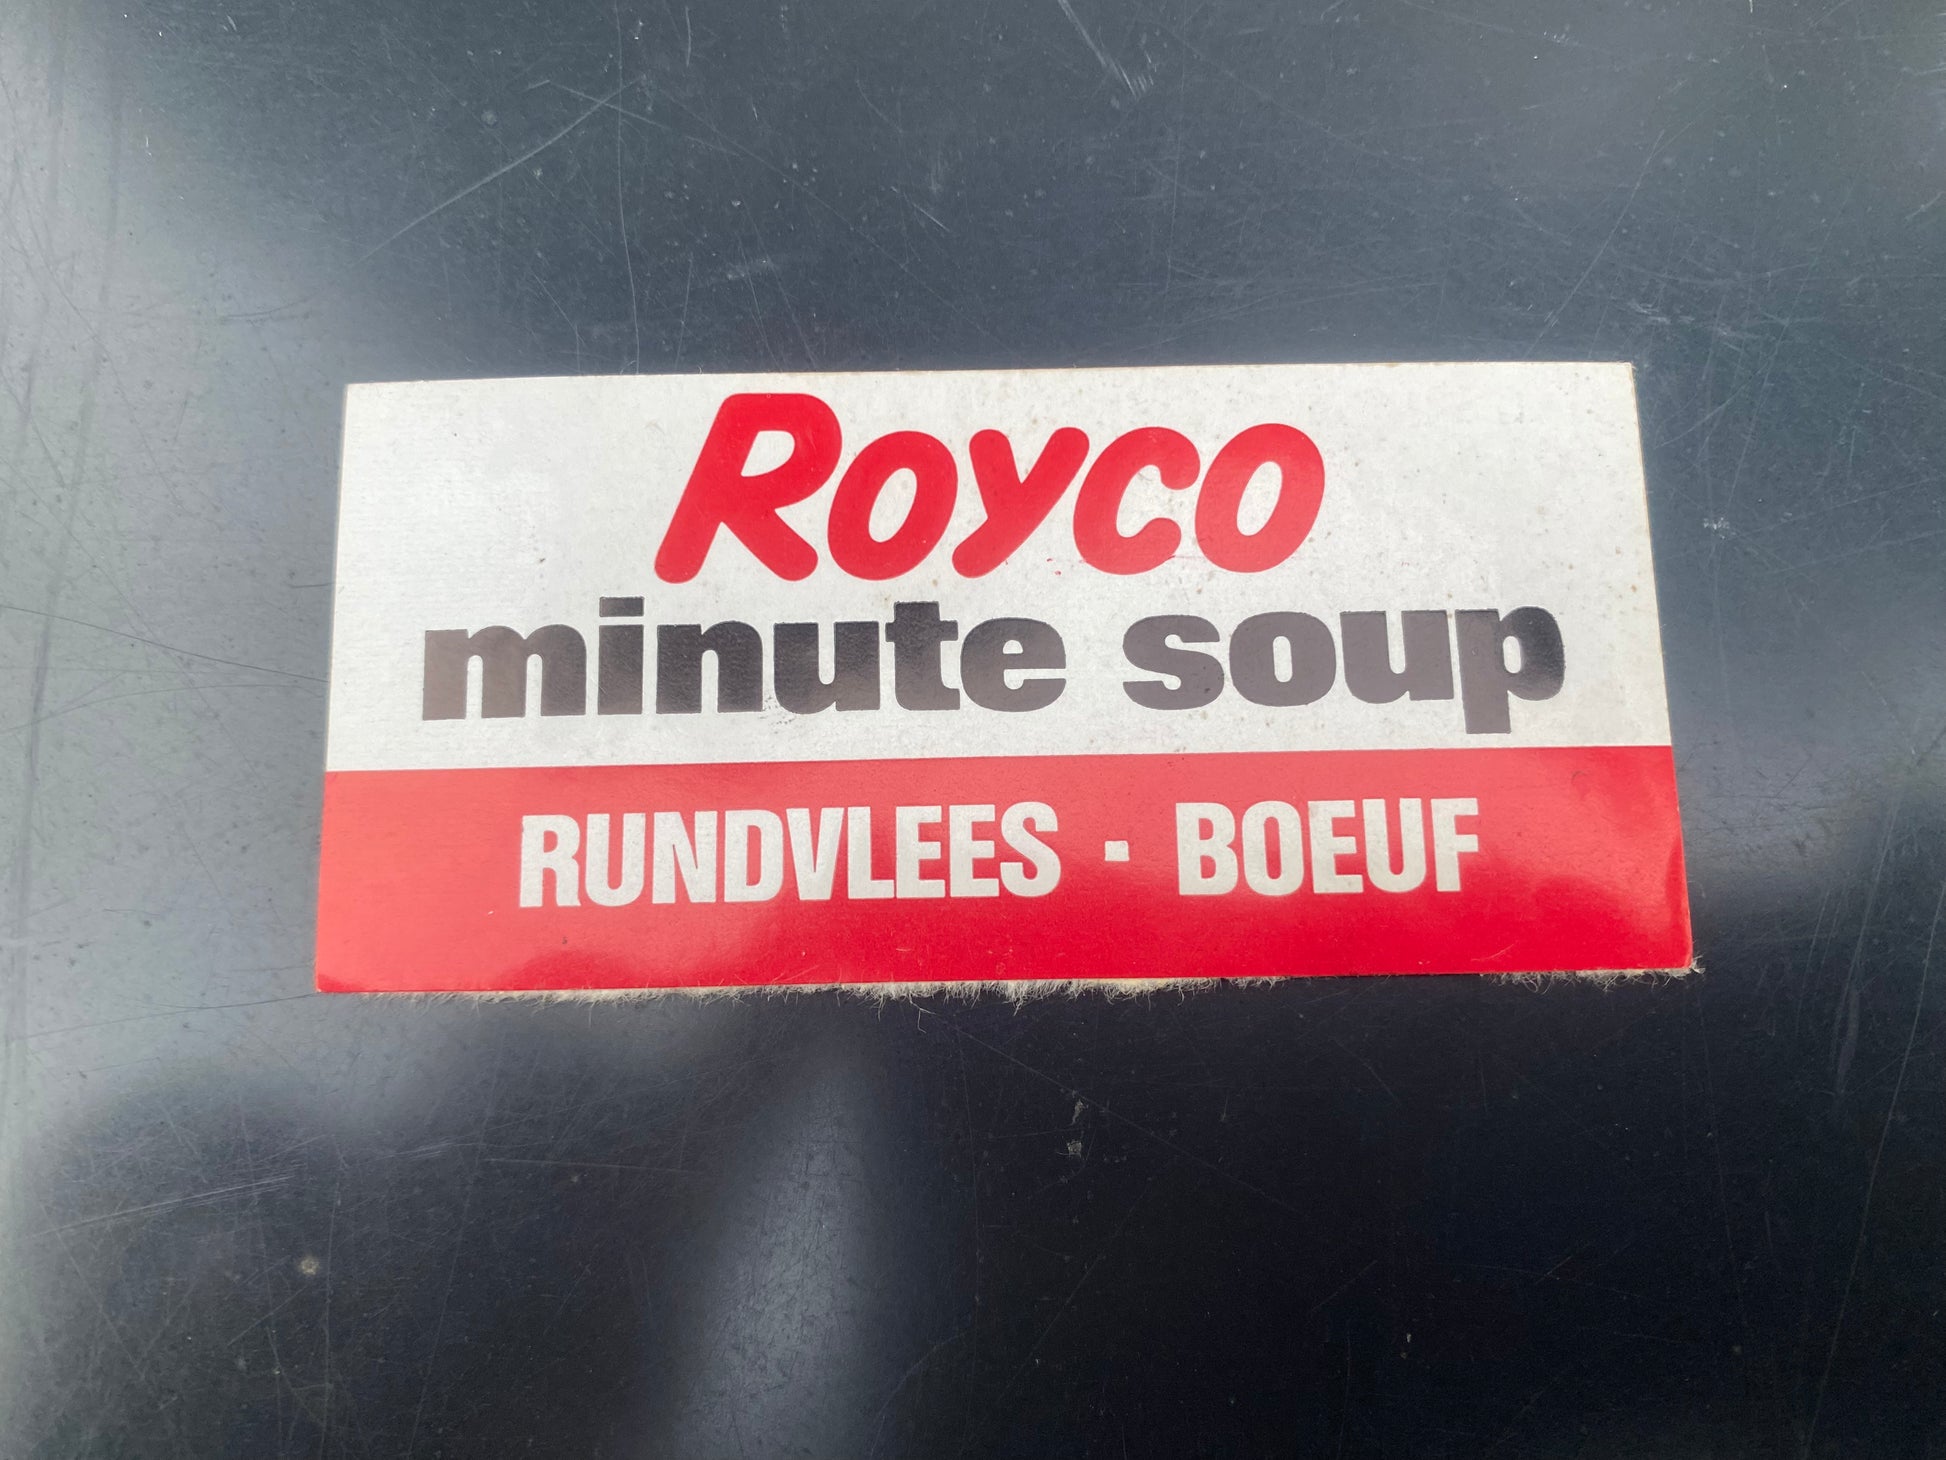 Royco
minute soup
RUNDVLEES · BOEUF